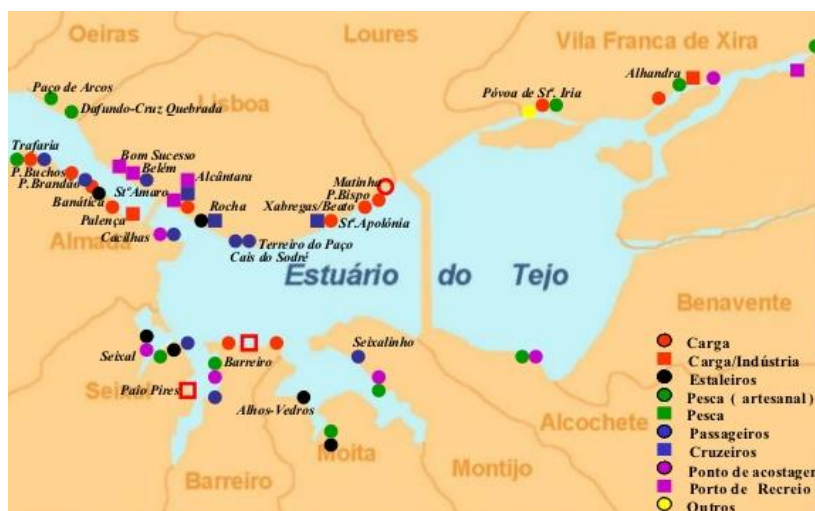 Oeiras
Loures
Vila Franca de Xira
Paço de Arcos
Dafundo-Cruz Quebrada
Lisboa
Póvoa de Stª. Iria
Alhandra
Trafaria
P.Buchos
P.Brandão
Banática
Palença
Almada
Cacilhas
Bom Sucesso
Belém
Stº Amaro
Alcântara
Rocha
Xabregas/Beato
Matinha
P.Bispo
Stª.Apolónia
Terreiro do Paço
Cais do Sodré
Estuário do Tejo
Benavente
Seixal
Seixal
Paio Pires
Barreiro
Seixalinho
Alhos-Vedros
Moita
Barreiro
Montijo
Alcochete
Carga
Carga/Indústria
Estaleiros
Pesca ( artesanal)
Pesca
Passageiros
Cruzeiros
Ponto de acostagem
Porto de Recreio
Outros